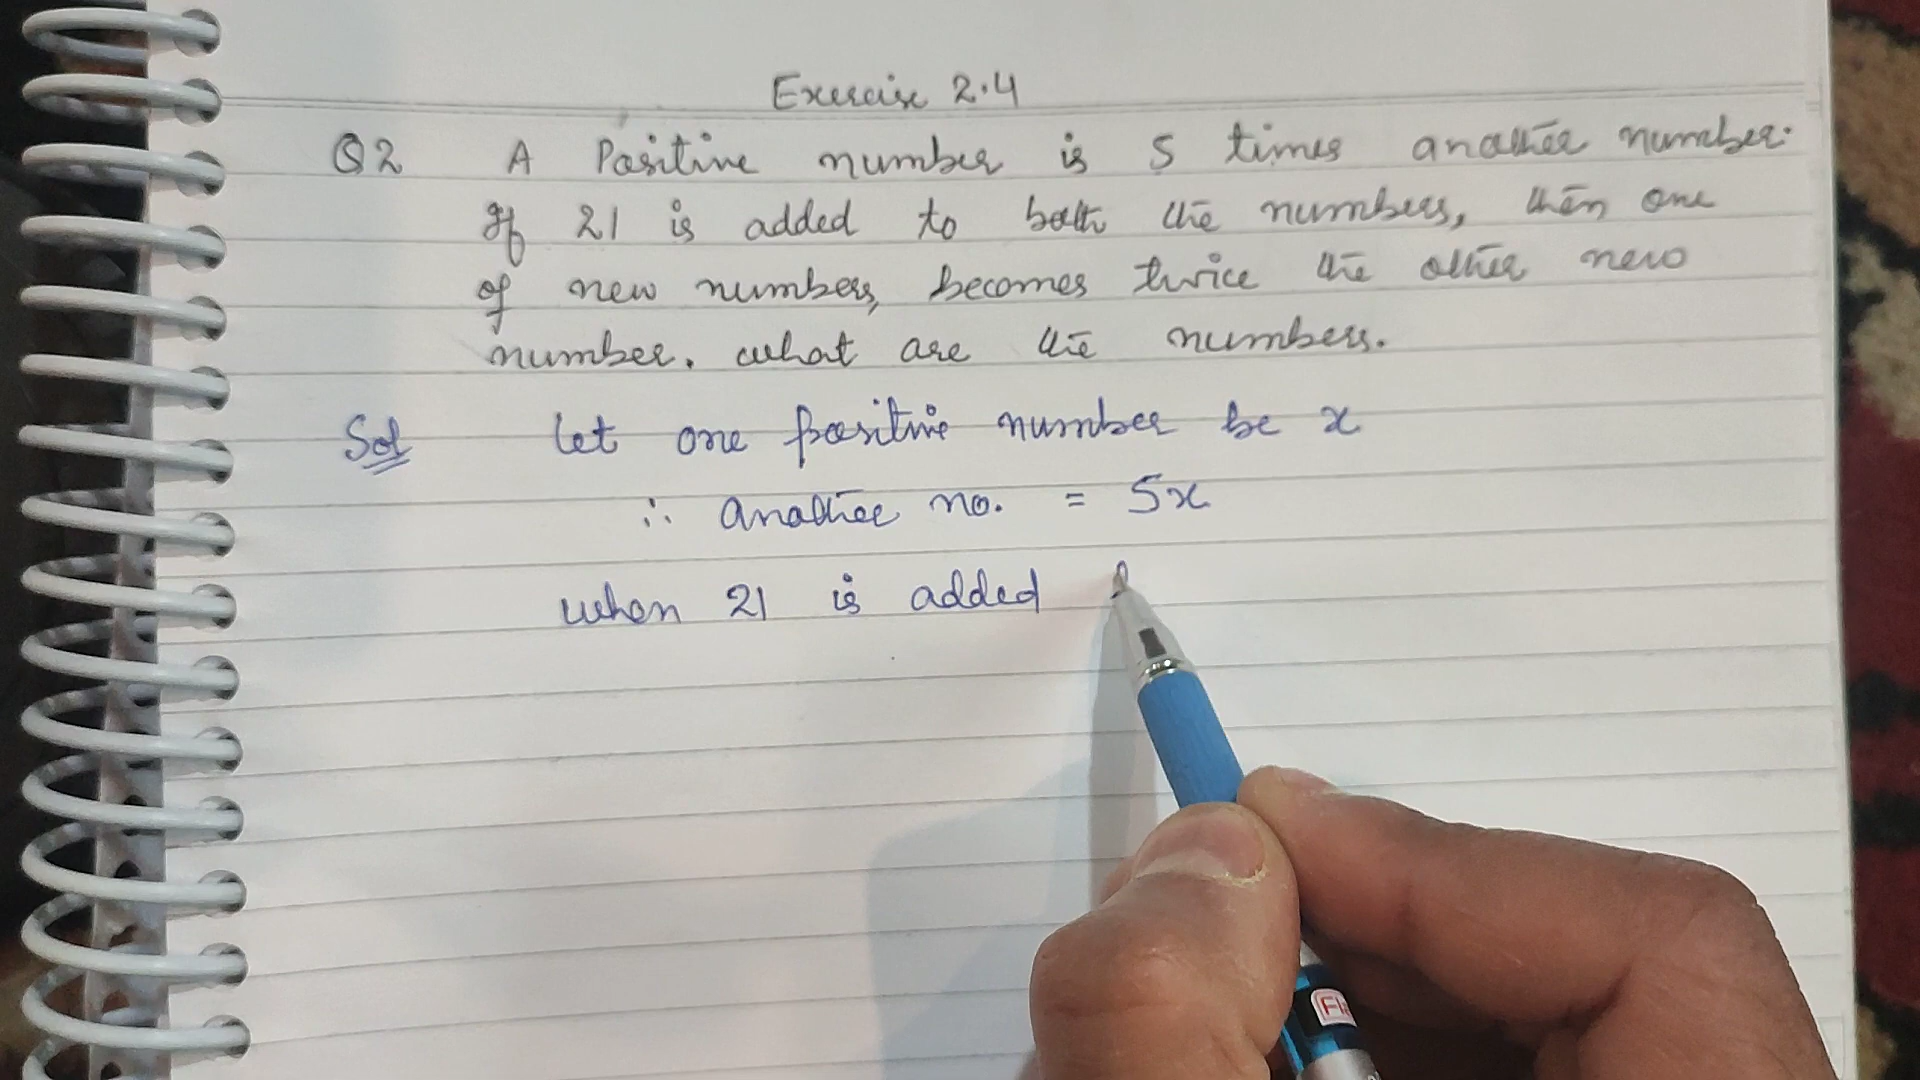 Exercise 2.4
Q2 A Positive number is 5 times another number.
If 21 is added to both the numbers, then one
of new numbers, becomes twice the other new
number. what are the numbers.
Sol let one positive number be x
∴ another no. = 5x
when 21 is added